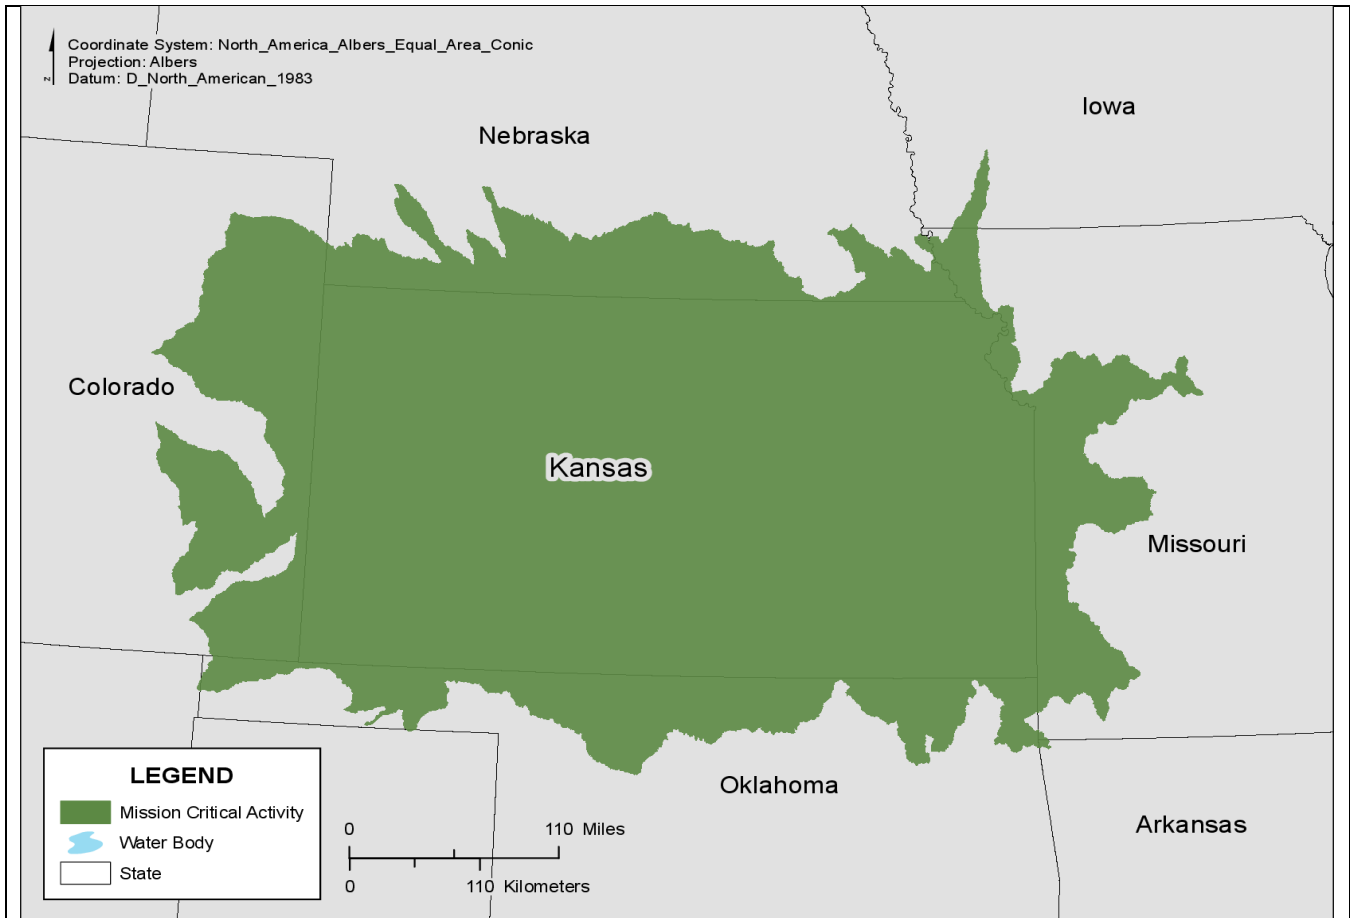 Coordinate System: North_America_Albers_Equal_Area_Conic
Projection: Albers
Datum: D_North_American_1983
N
Iowa
Nebraska
Colorado
Kansas
Missouri
Oklahoma
Arkansas
LEGEND
Mission Critical Activity
Water Body
State
0 110 Miles
0 110 Kilometers